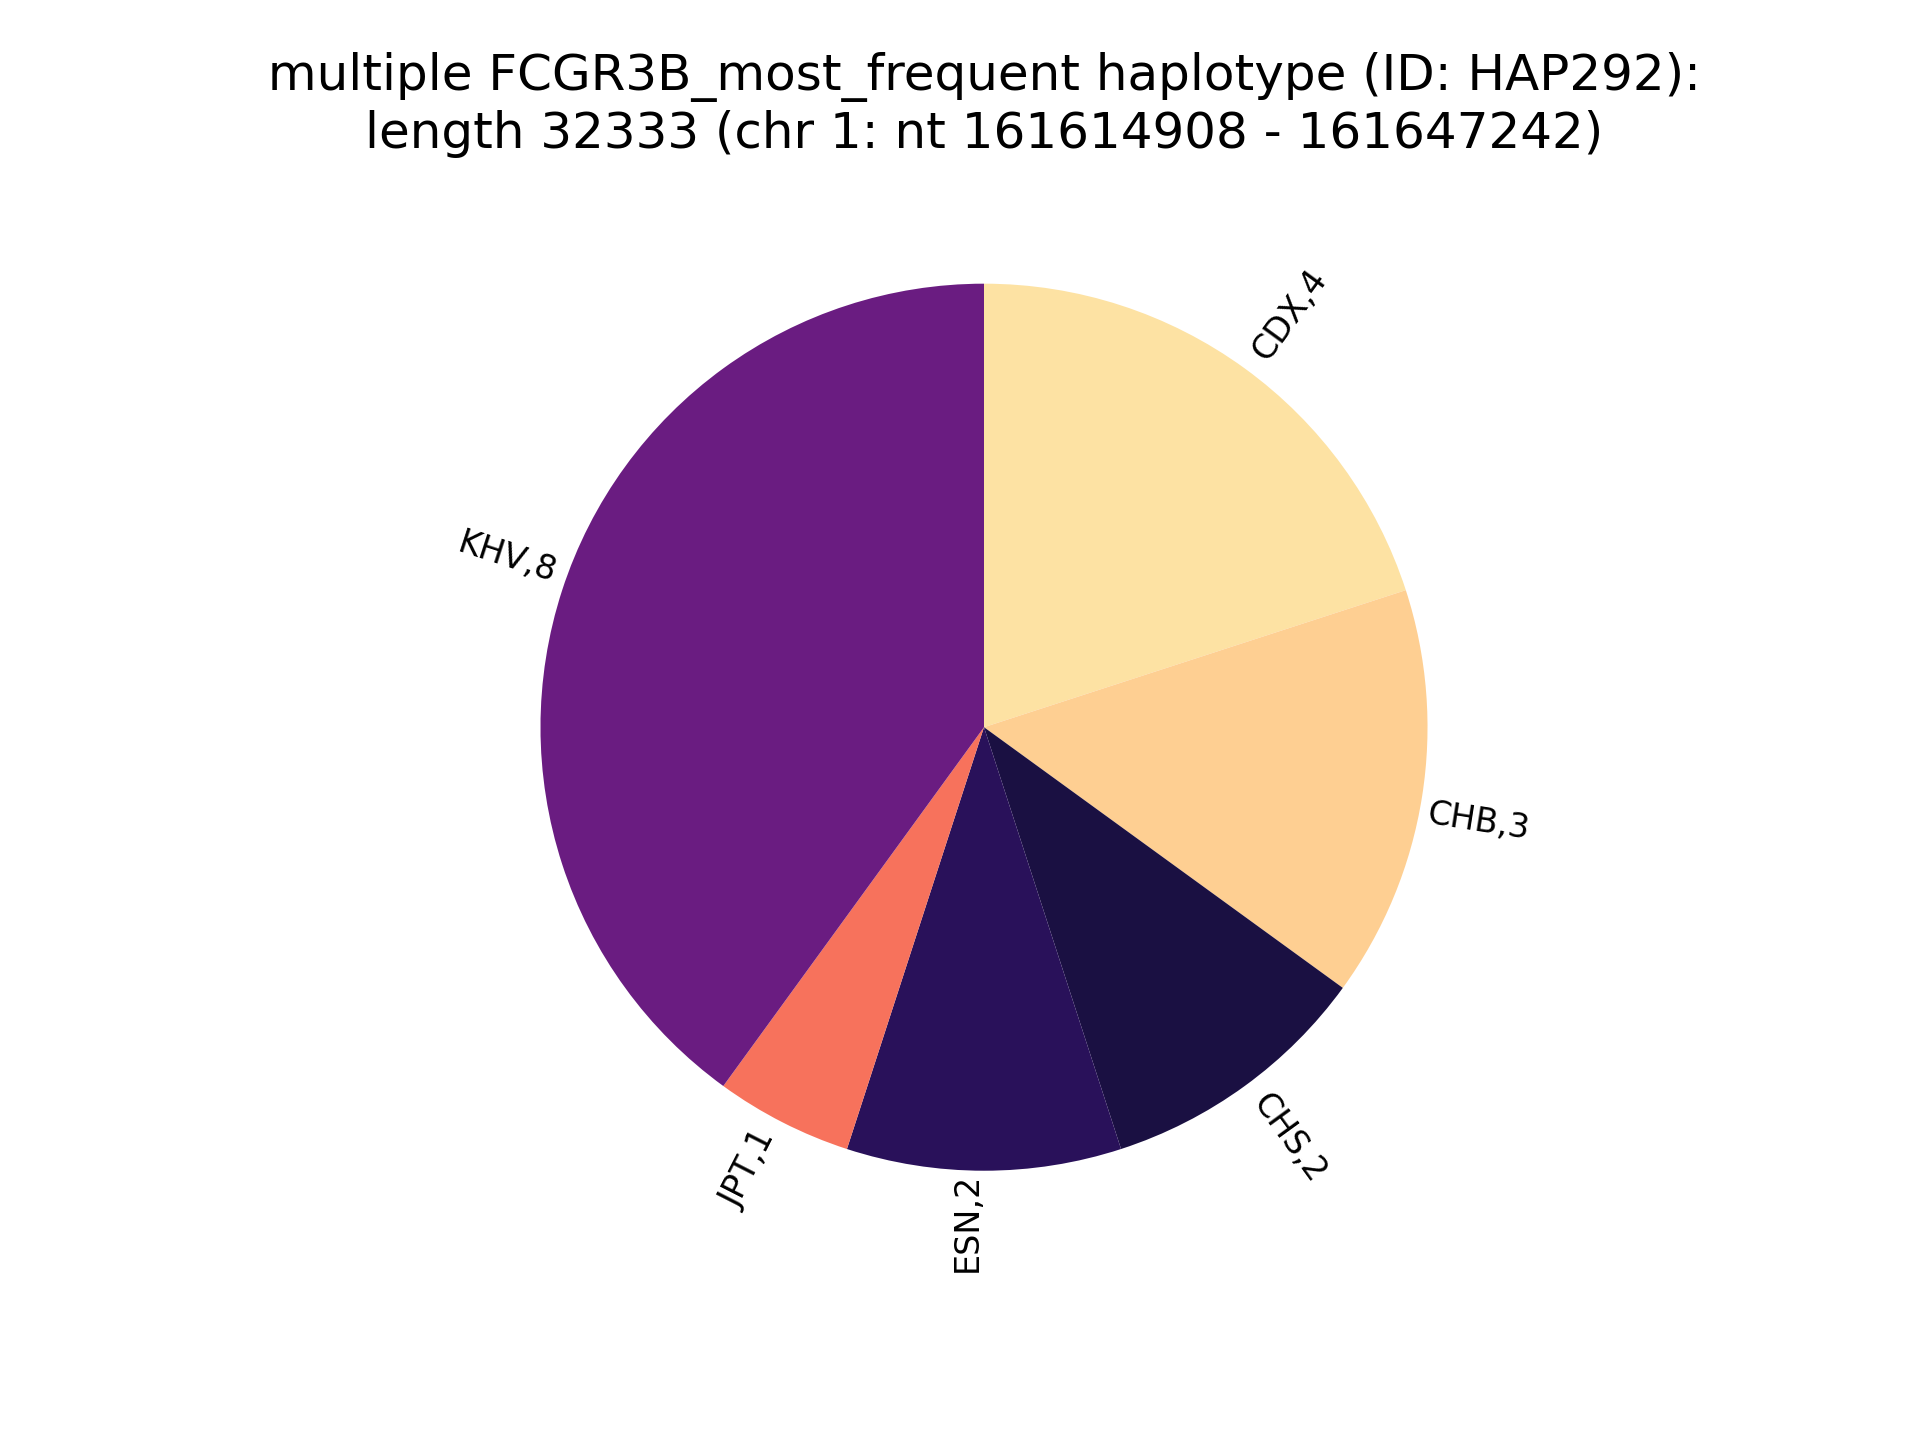 multiple FCGR3B_most_frequent haplotype (ID: HAP292):
length 32333 (chr 1: nt 161614908 - 161647242)
CDX,4
KHV,8
CHB,3
CHS,2
JPT,1
ESN,2